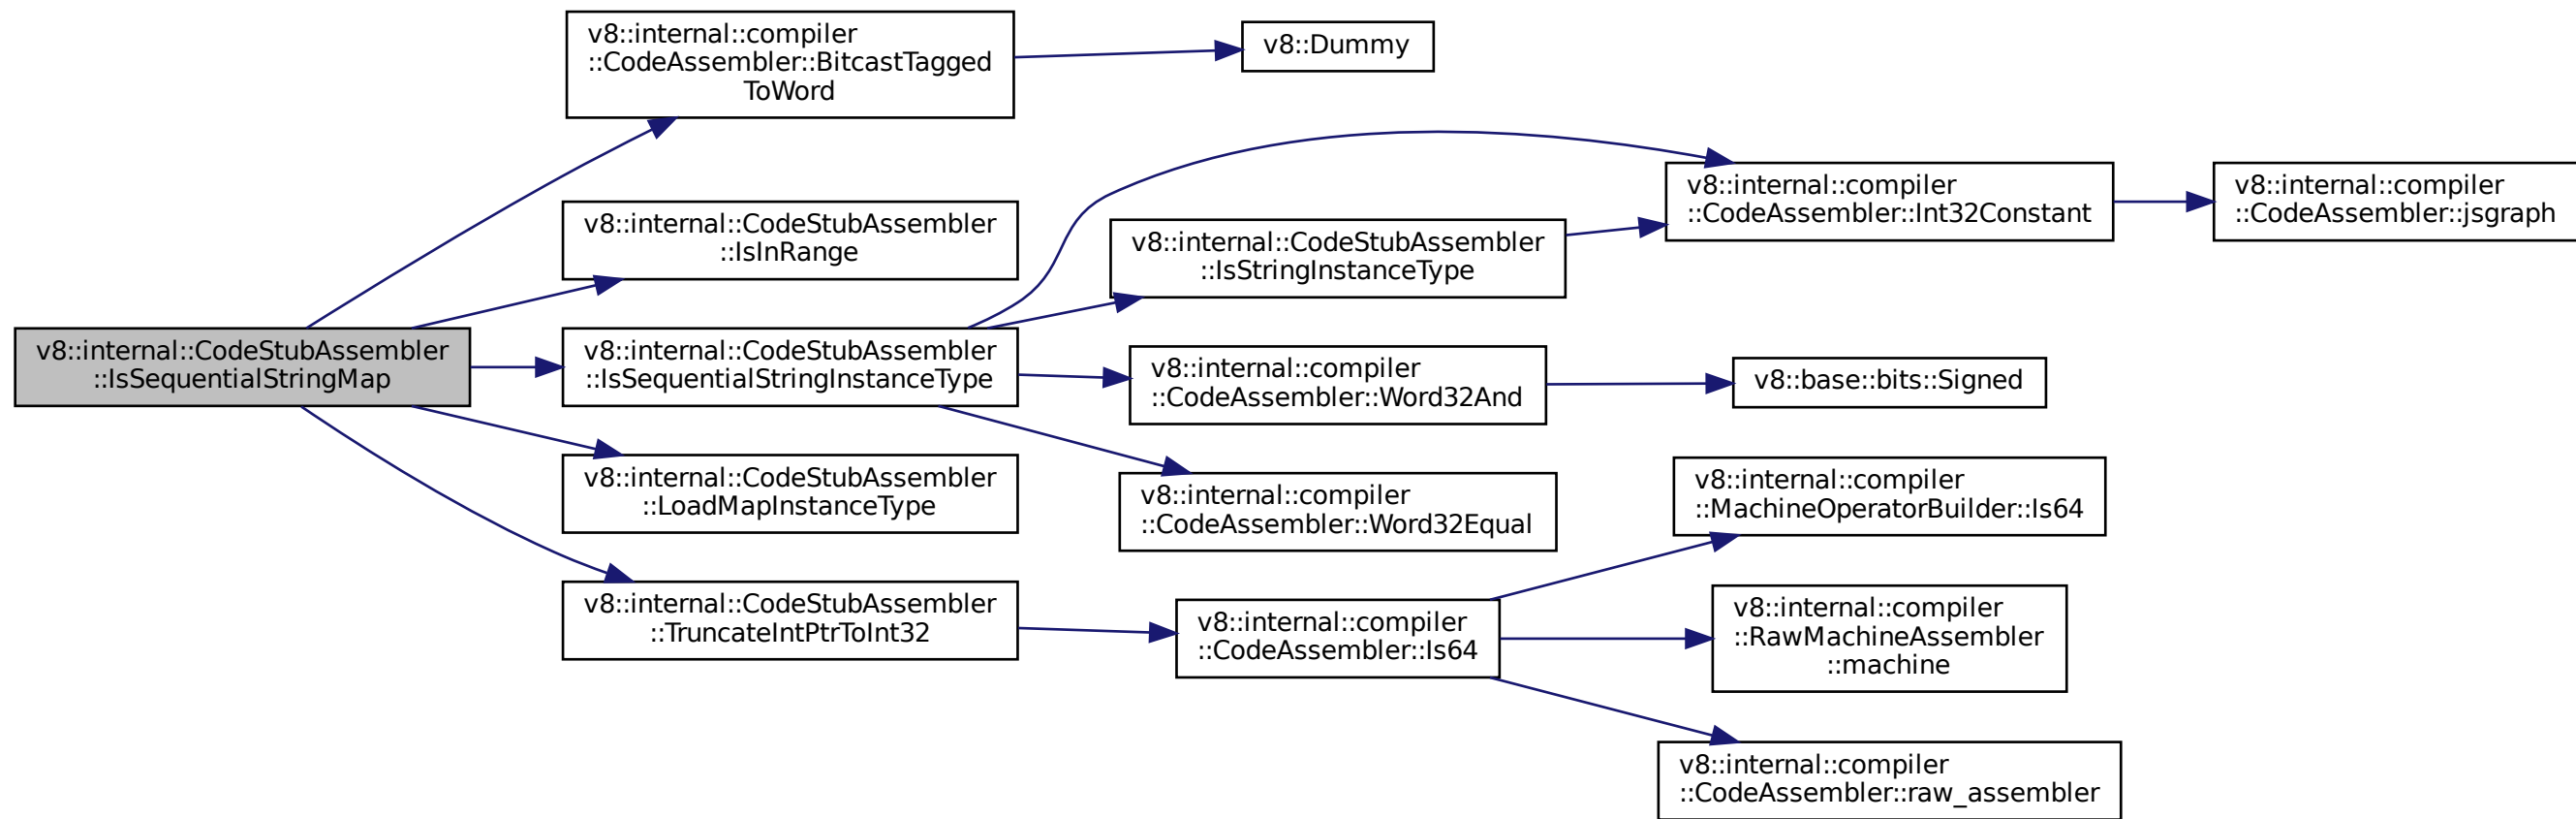 v8::internal::compiler
::CodeAssembler::BitcastTagged
ToWord
v8::Dummy
v8::internal::CodeStubAssembler
::IsInRange
v8::internal::compiler
::CodeAssembler::Int32Constant
v8::internal::compiler
::CodeAssembler::jsgraph
v8::internal::CodeStubAssembler
::IsStringInstanceType
v8::internal::CodeStubAssembler
::IsSequentialStringMap
v8::internal::CodeStubAssembler
::IsSequentialStringInstanceType
v8::internal::compiler
::CodeAssembler::Word32And
v8::base::bits::Signed
v8::internal::CodeStubAssembler
::LoadMapInstanceType
v8::internal::compiler
::CodeAssembler::Word32Equal
v8::internal::compiler
::MachineOperatorBuilder::Is64
v8::internal::CodeStubAssembler
::TruncateIntPtrToInt32
v8::internal::compiler
::CodeAssembler::Is64
v8::internal::compiler
::RawMachineAssembler
::machine
v8::internal::compiler
::CodeAssembler::raw_assembler